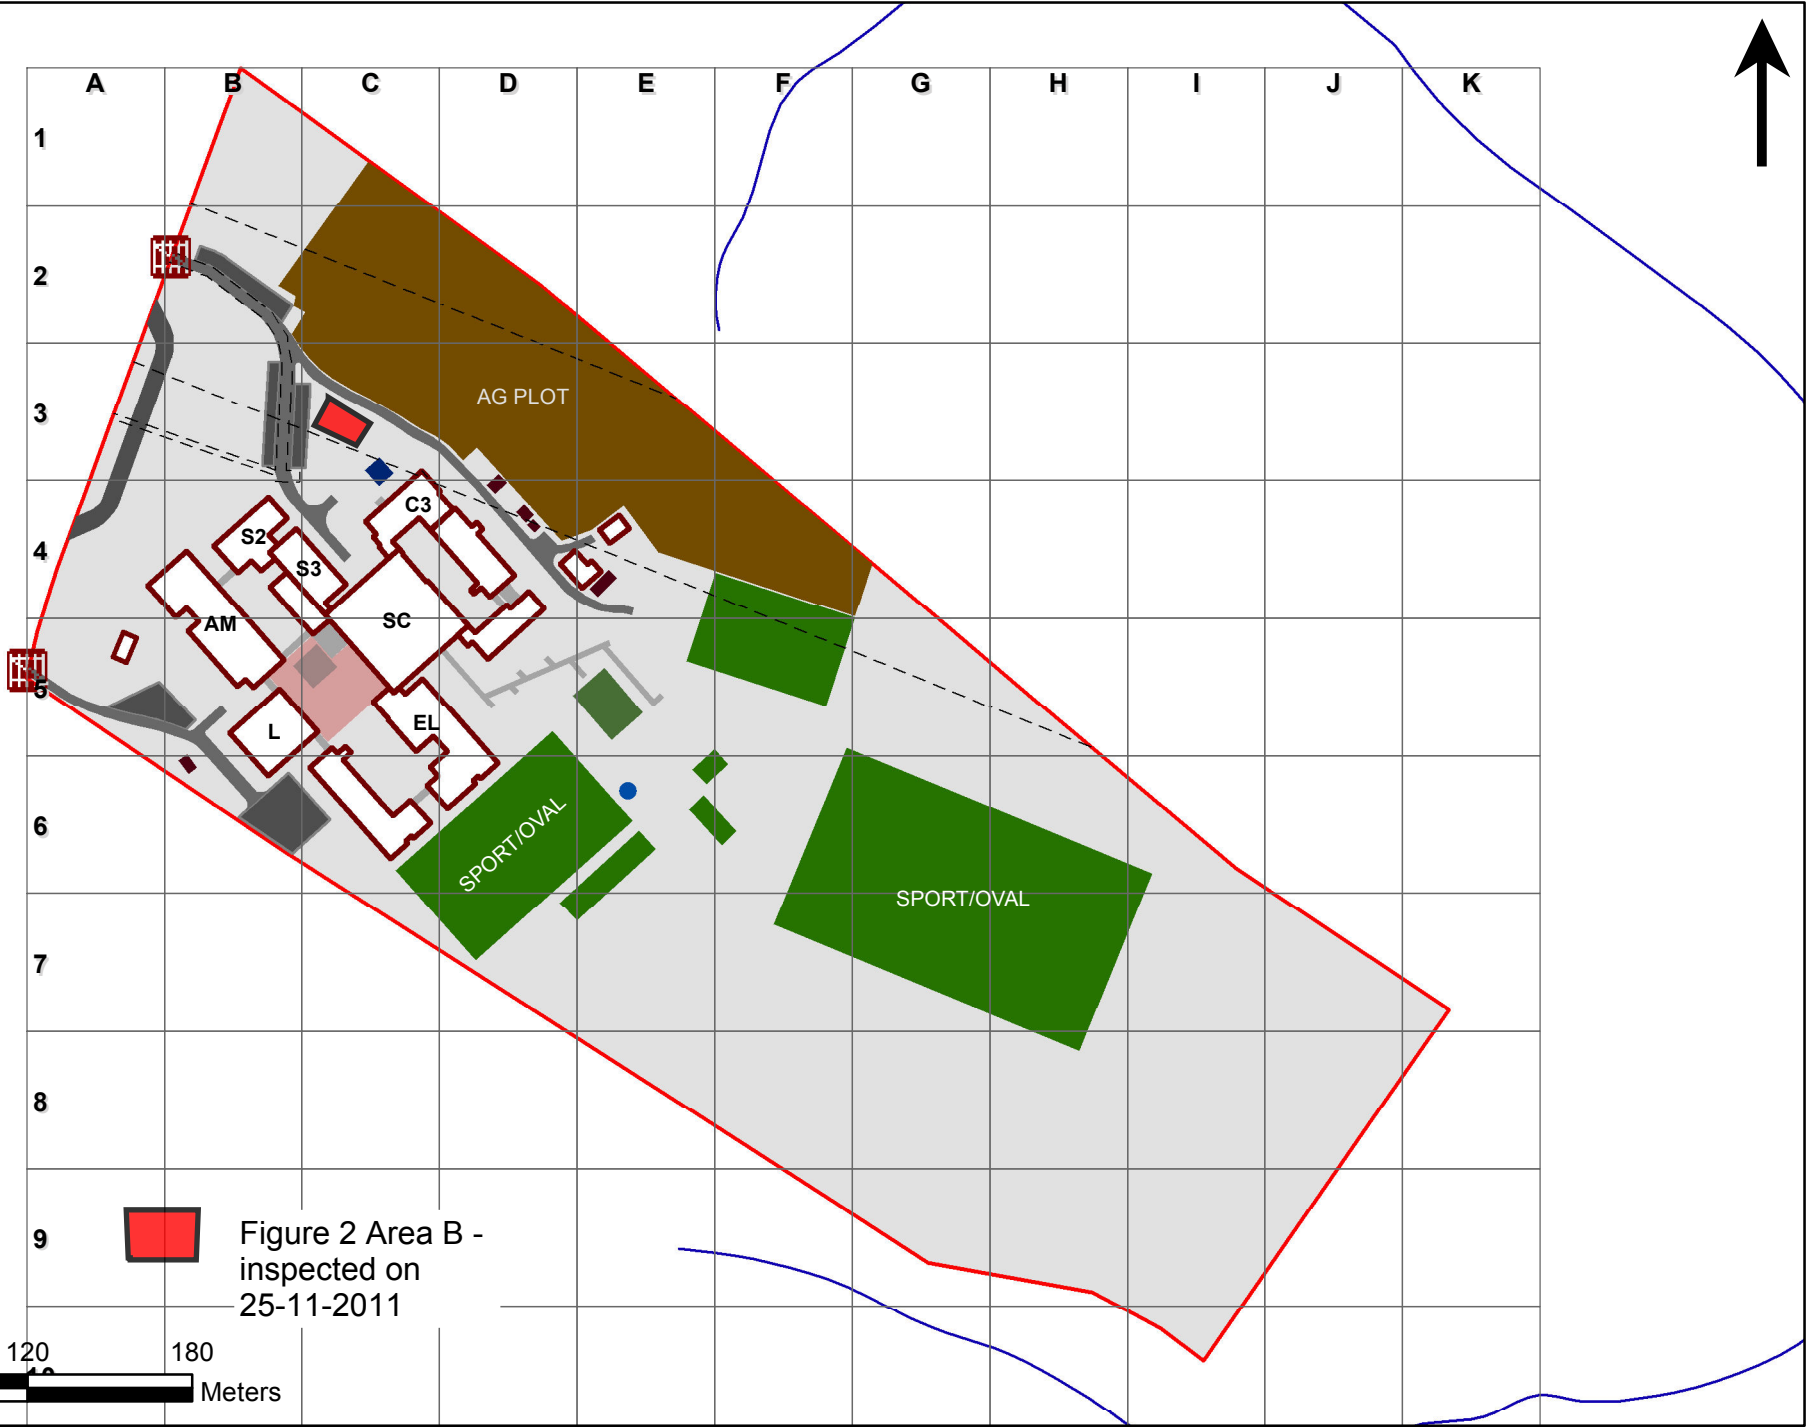 A B C D E F G H I J K
1
2
AG PLOT
3
C3
S2
4
S3
SC
AM
5
EL
L
6
SPORT/OVAL
SPORT/OVAL
7
8
9
Figure 2 Area B -
inspected on
25-11-2011
120 180
10
Meters